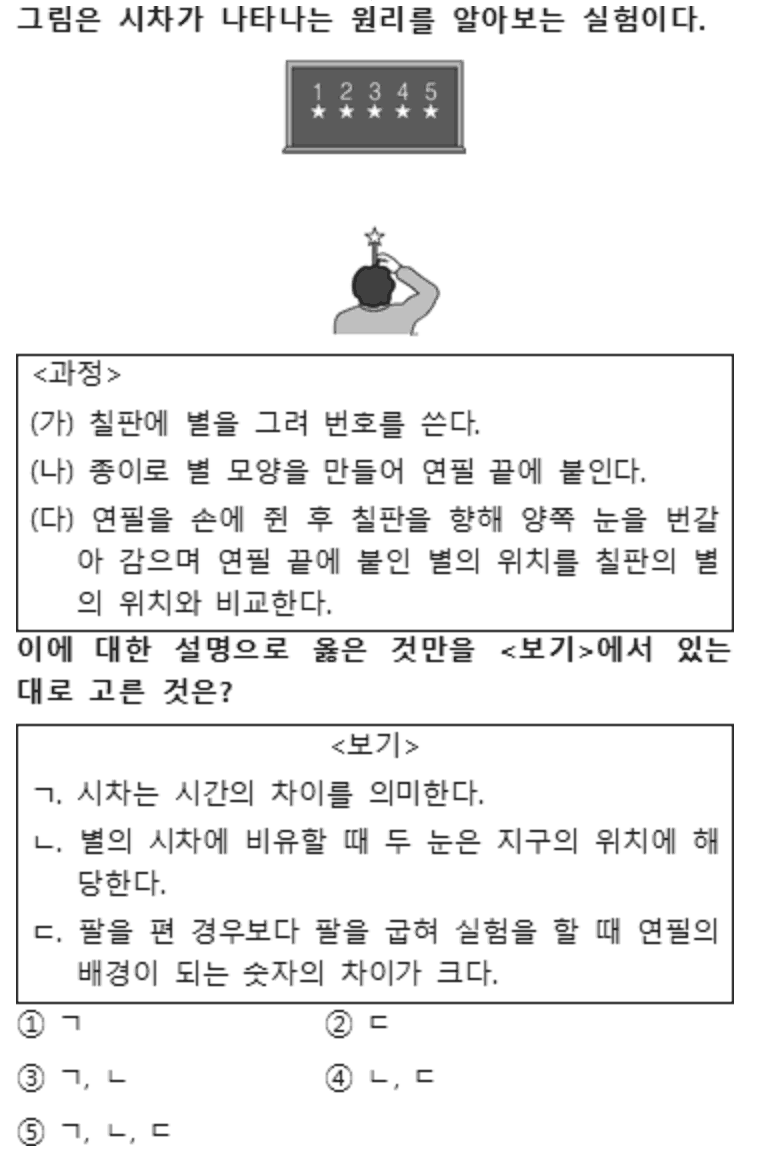 그림은 시차가 나타나는 원리를 알아보는 실험이다.
1 2 3 4 5
<과정>
(가) 칠판에 별을 그려 번호를 쓴다.
(나) 종이로 별 모양을 만들어 연필 끝에 붙인다.
(다) 연필을 손에 쥔 후 칠판을 향해 양쪽 눈을 번갈
아 감으며 연필 끝에 붙인 별의 위치를 칠판의 별
의 위치와 비교한다.
이에 대한 설명으로 옳은 것만을 <보기>에서 있는
대로 고른 것은?
<보기>
ㄱ. 시차는 시간의 차이를 의미한다.
ㄴ. 별의 시차에 비유할 때 두 눈은 지구의 위치에 해
당한다.
ㄷ. 팔을 편 경우보다 팔을 굽혀 실험을 할 때 연필의
배경이 되는 숫자의 차이가 크다.
① ㄱ ② ㄷ
③ ㄱ, ㄴ ④ ㄴ, ㄷ
⑤ ㄱ, ㄴ, ㄷ